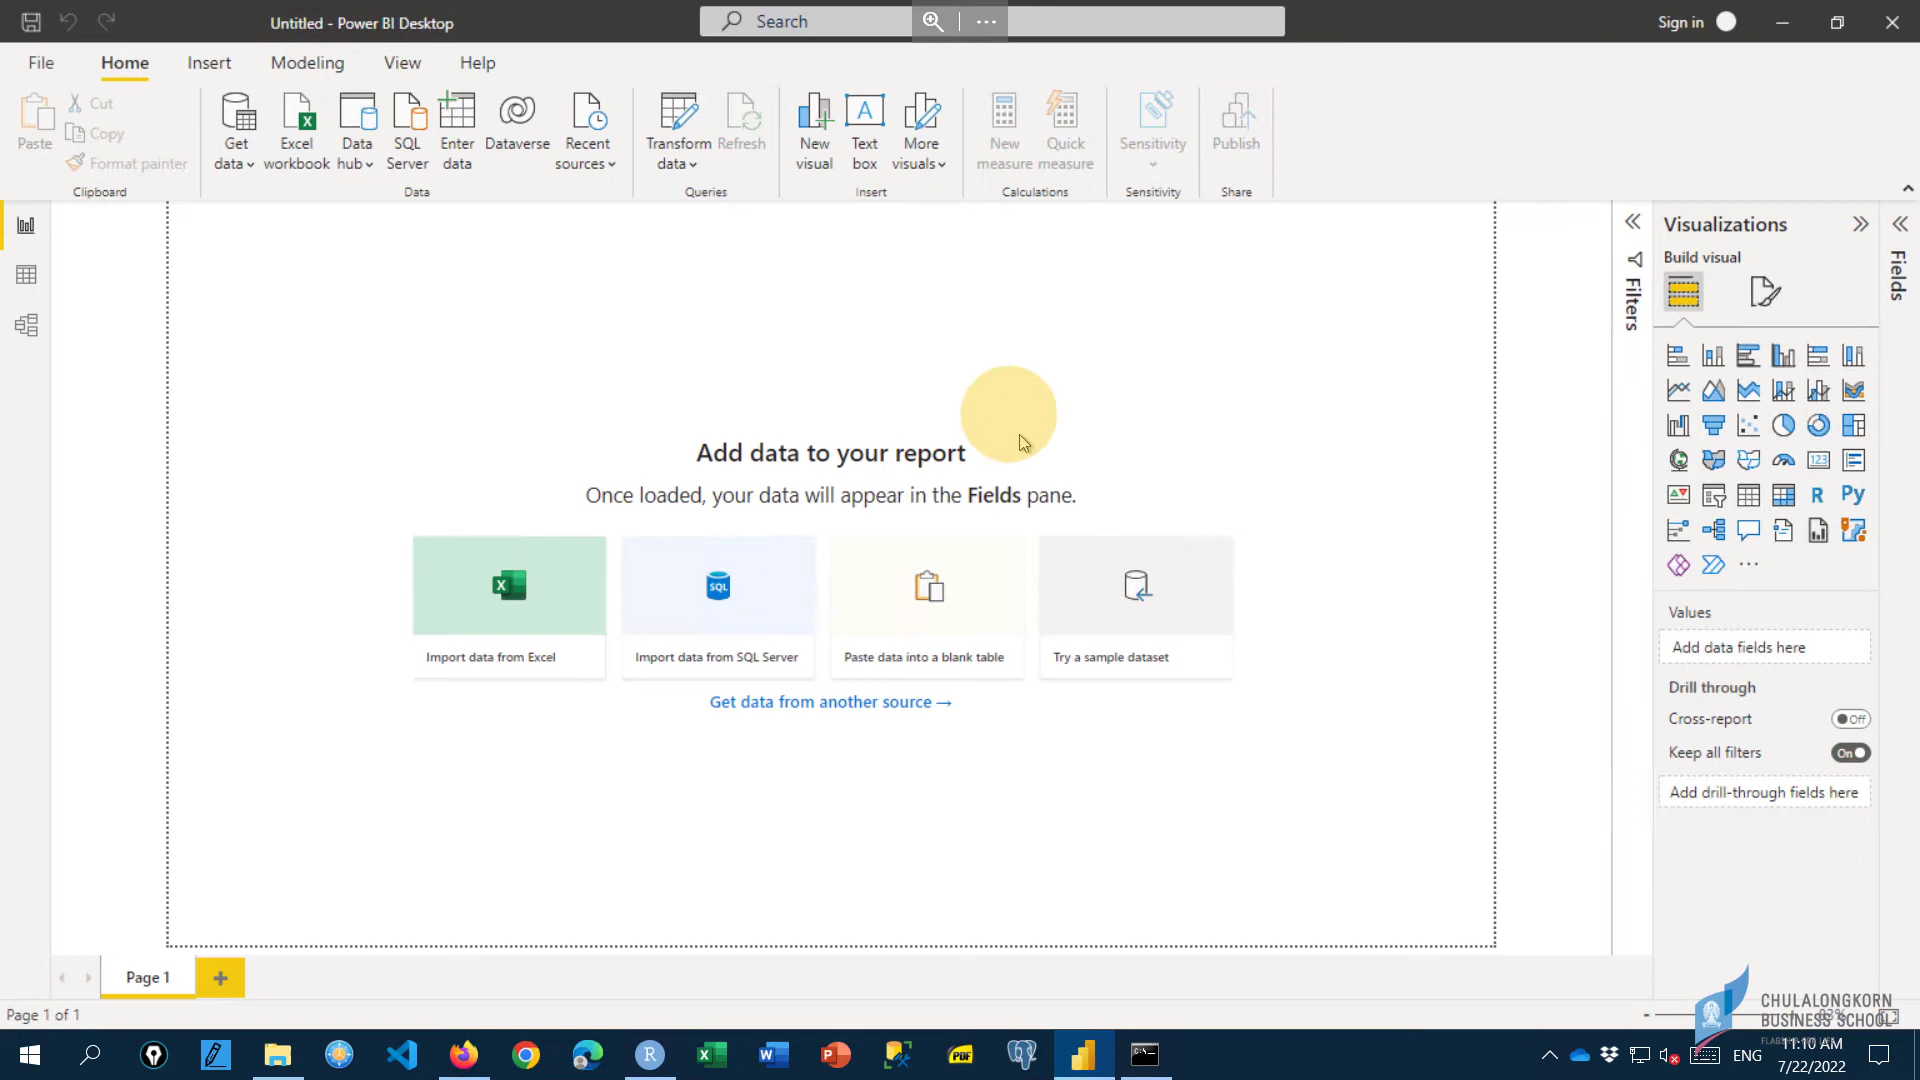 Untitled - Power BI Desktop
Search
Sign in
File
Home
Insert
Modeling
View
Help
Paste
Cut
Copy
Format painter
Clipboard
Get data
Excel workbook
Data hub
SQL Server
Enter data
Dataverse
Recent sources
Data
Transform data
Refresh
Queries
New visual
Text box
More visuals
Insert
New measure
Quick measure
Calculations
Sensitivity
Sensitivity
Publish
Share
Visualizations
Build visual
Filters
Fields
Add data to your report
Once loaded, your data will appear in the Fields pane.
Import data from Excel
SQL
Import data from SQL Server
Paste data into a blank table
Try a sample dataset
Get data from another source →
123
R
Py
Values
Add data fields here
Drill through
Cross-report
Off
Keep all filters
On
Add drill-through fields here
Page 1
Page 1 of 1
CHULALONGKORN
BUSINESS SCHOOL
PDF
ENG
11:10 AM
7/22/2022